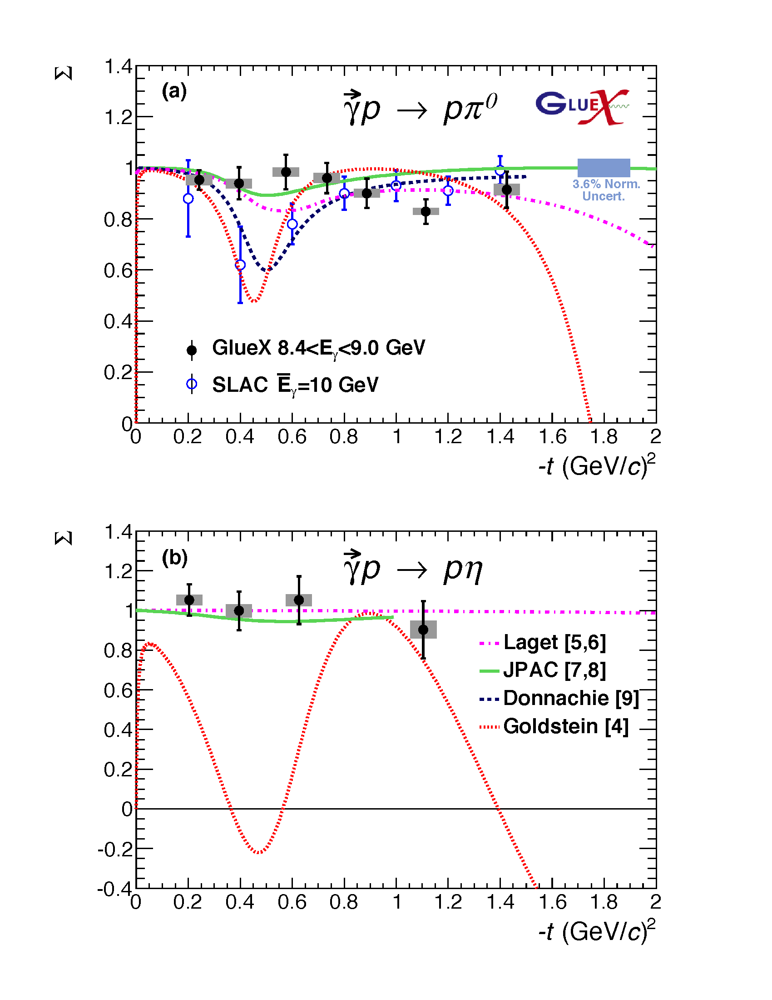 Σ
1.4
1.2
1
0.8
0.6
0.4
0.2
0
(a)
γ⃗p → pπ⁰
GLUEX
3.6% Norm.
Uncert.
GlueX 8.4<Eγ<9.0 GeV
SLAC E̅γ=10 GeV
0 0.2 0.4 0.6 0.8 1 1.2 1.4 1.6 1.8 2
-t (GeV/c)²
Σ
1.4
1.2
1
0.8
0.6
0.4
0.2
0
-0.2
-0.4
(b)
γ⃗p → pη
Laget [5,6]
JPAC [7,8]
Donnachie [9]
Goldstein [4]
0 0.2 0.4 0.6 0.8 1 1.2 1.4 1.6 1.8 2
-t (GeV/c)²